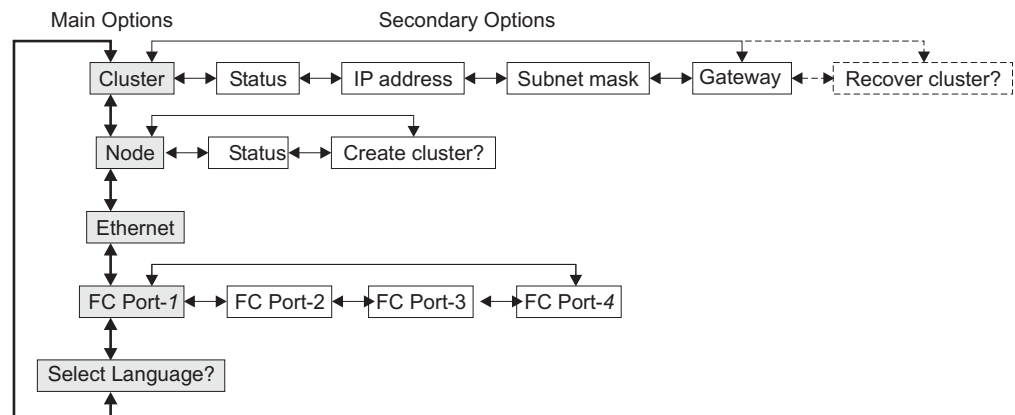 Main Options Secondary Options
Cluster Status IP address Subnet mask Gateway Recover cluster?
Node Status Create cluster?
Ethernet
FC Port-1 FC Port-2 FC Port-3 FC Port-4
Select Language?